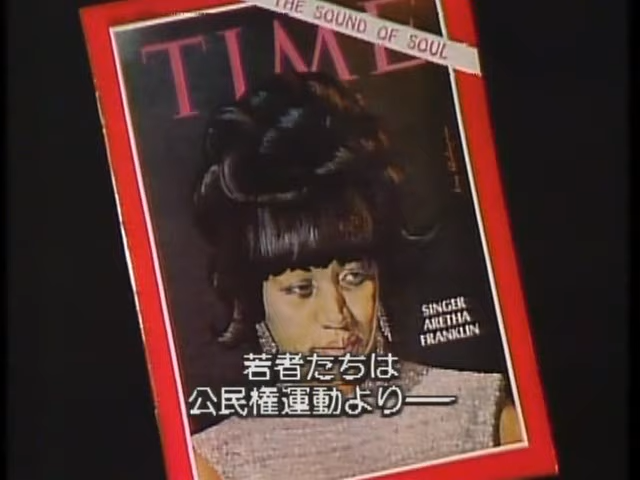 THE SOUND OF SOUL
TIME
SINGER
ARETHA
FRANKLIN
若者たちは
公民権運動より──